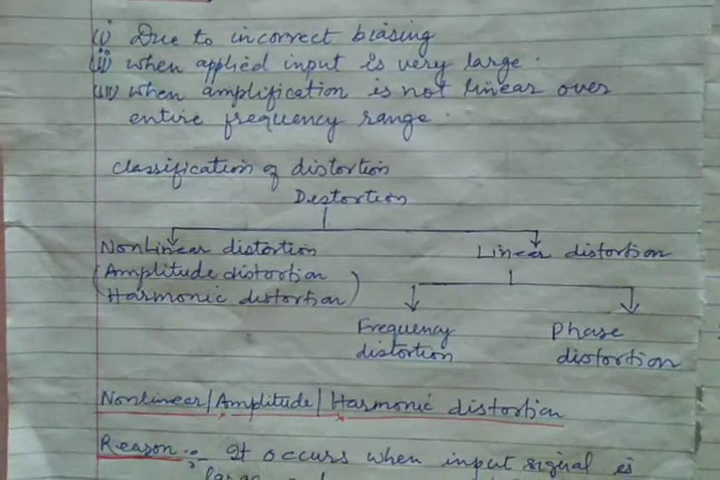 (i) Due to incorrect biasing
(ii) when applied input is very large.
(iii) when amplification is not linear over
entire frequency range.
Classification of distortion
Distortion
NonLinear distortion Linear distortion
(Amplitude distortion
Harmonic distortion)
Frequency Phase
distortion distortion
Nonlinear/Amplitude/Harmonic distortion
Reason :- It occurs when input signal is
large